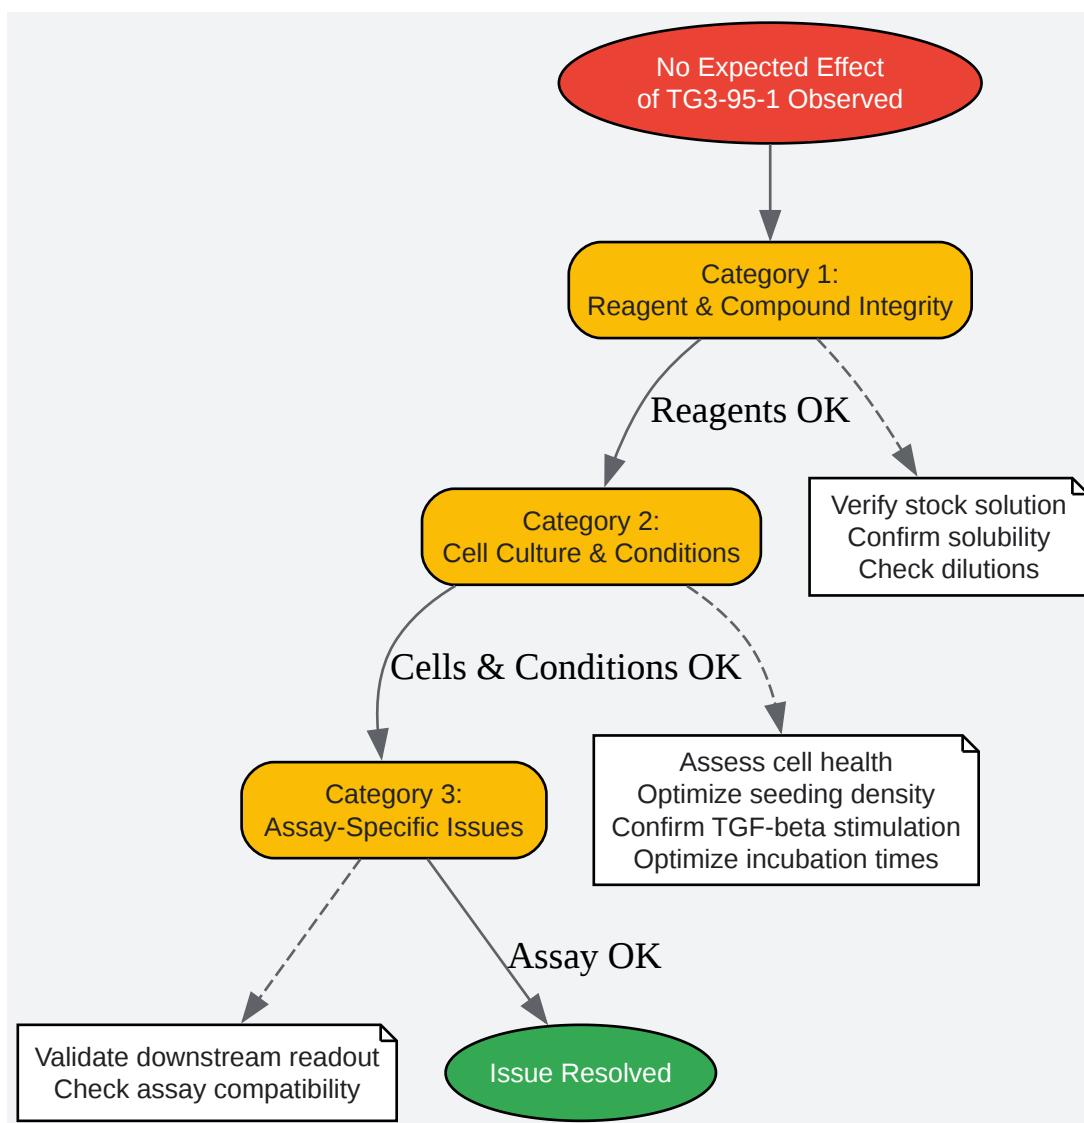 No Expected Effect
of TG3-95-1 Observed
Category 1:
Reagent & Compound Integrity
Reagents OK
Verify stock solution
Confirm solubility
Check dilutions
Category 2:
Cell Culture & Conditions
Cells & Conditions OK
Assess cell health
Optimize seeding density
Confirm TGF-beta stimulation
Optimize incubation times
Category 3:
Assay-Specific Issues
Assay OK
Validate downstream readout
Check assay compatibility
Issue Resolved